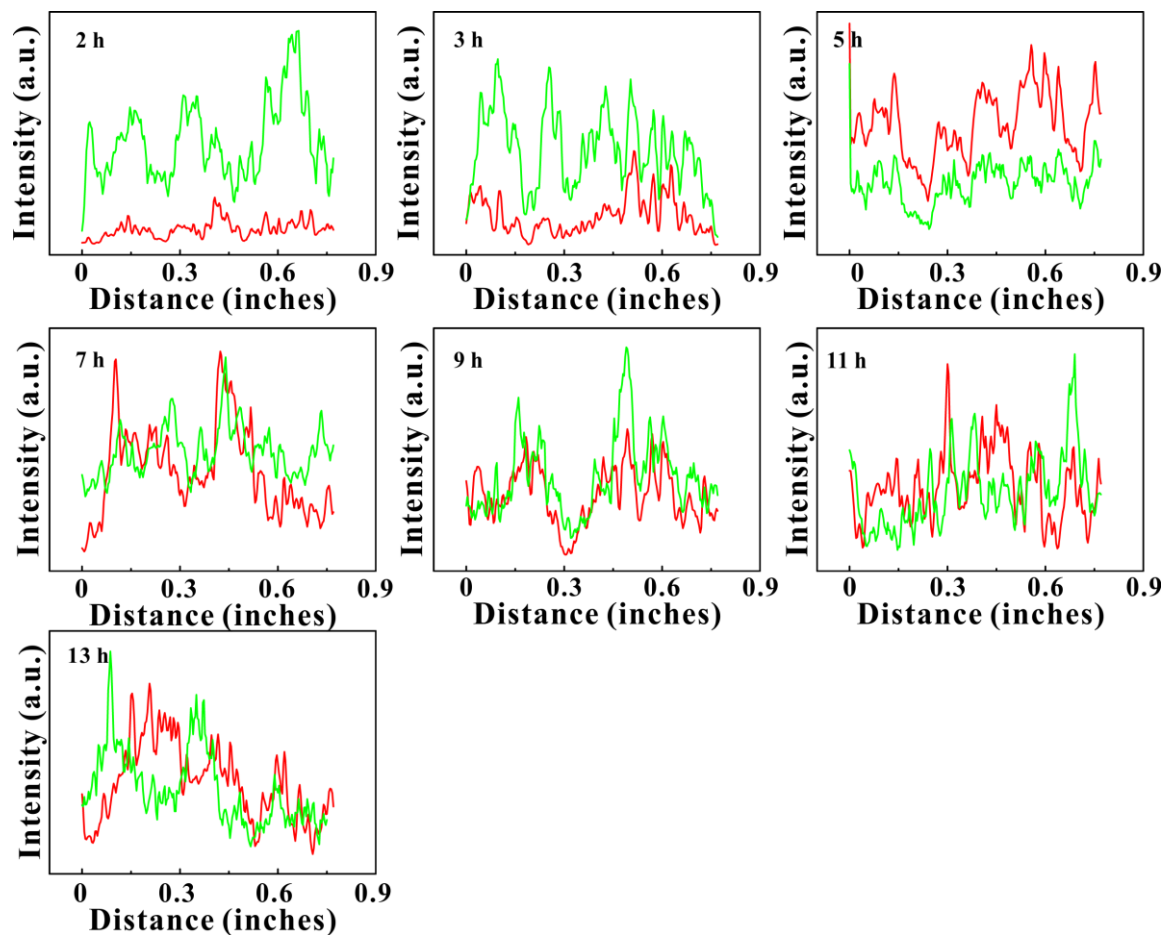 2 h
Intensity (a.u.)
0 0.3 0.6 0.9
Distance (inches)
3 h
Intensity (a.u.)
0 0.3 0.6 0.9
Distance (inches)
5 h
Intensity (a.u.)
0 0.3 0.6 0.9
Distance (inches)
7 h
Intensity (a.u.)
0 0.3 0.6 0.9
Distance (inches)
9 h
Intensity (a.u.)
0 0.3 0.6 0.9
Distance (inches)
11 h
Intensity (a.u.)
0 0.3 0.6 0.9
Distance (inches)
13 h
Intensity (a.u.)
0 0.3 0.6 0.9
Distance (inches)